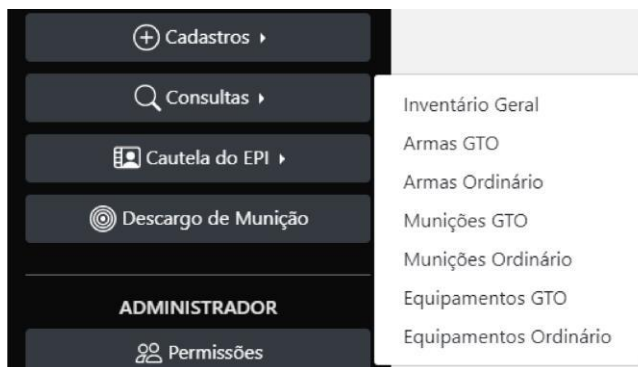 Cadastros
Consultas
Cautela do EPI
Descargo de Munição
ADMINISTRADOR
Permissões
Inventário Geral
Armas GTO
Armas Ordinário
Munições GTO
Munições Ordinário
Equipamentos GTO
Equipamentos Ordinário